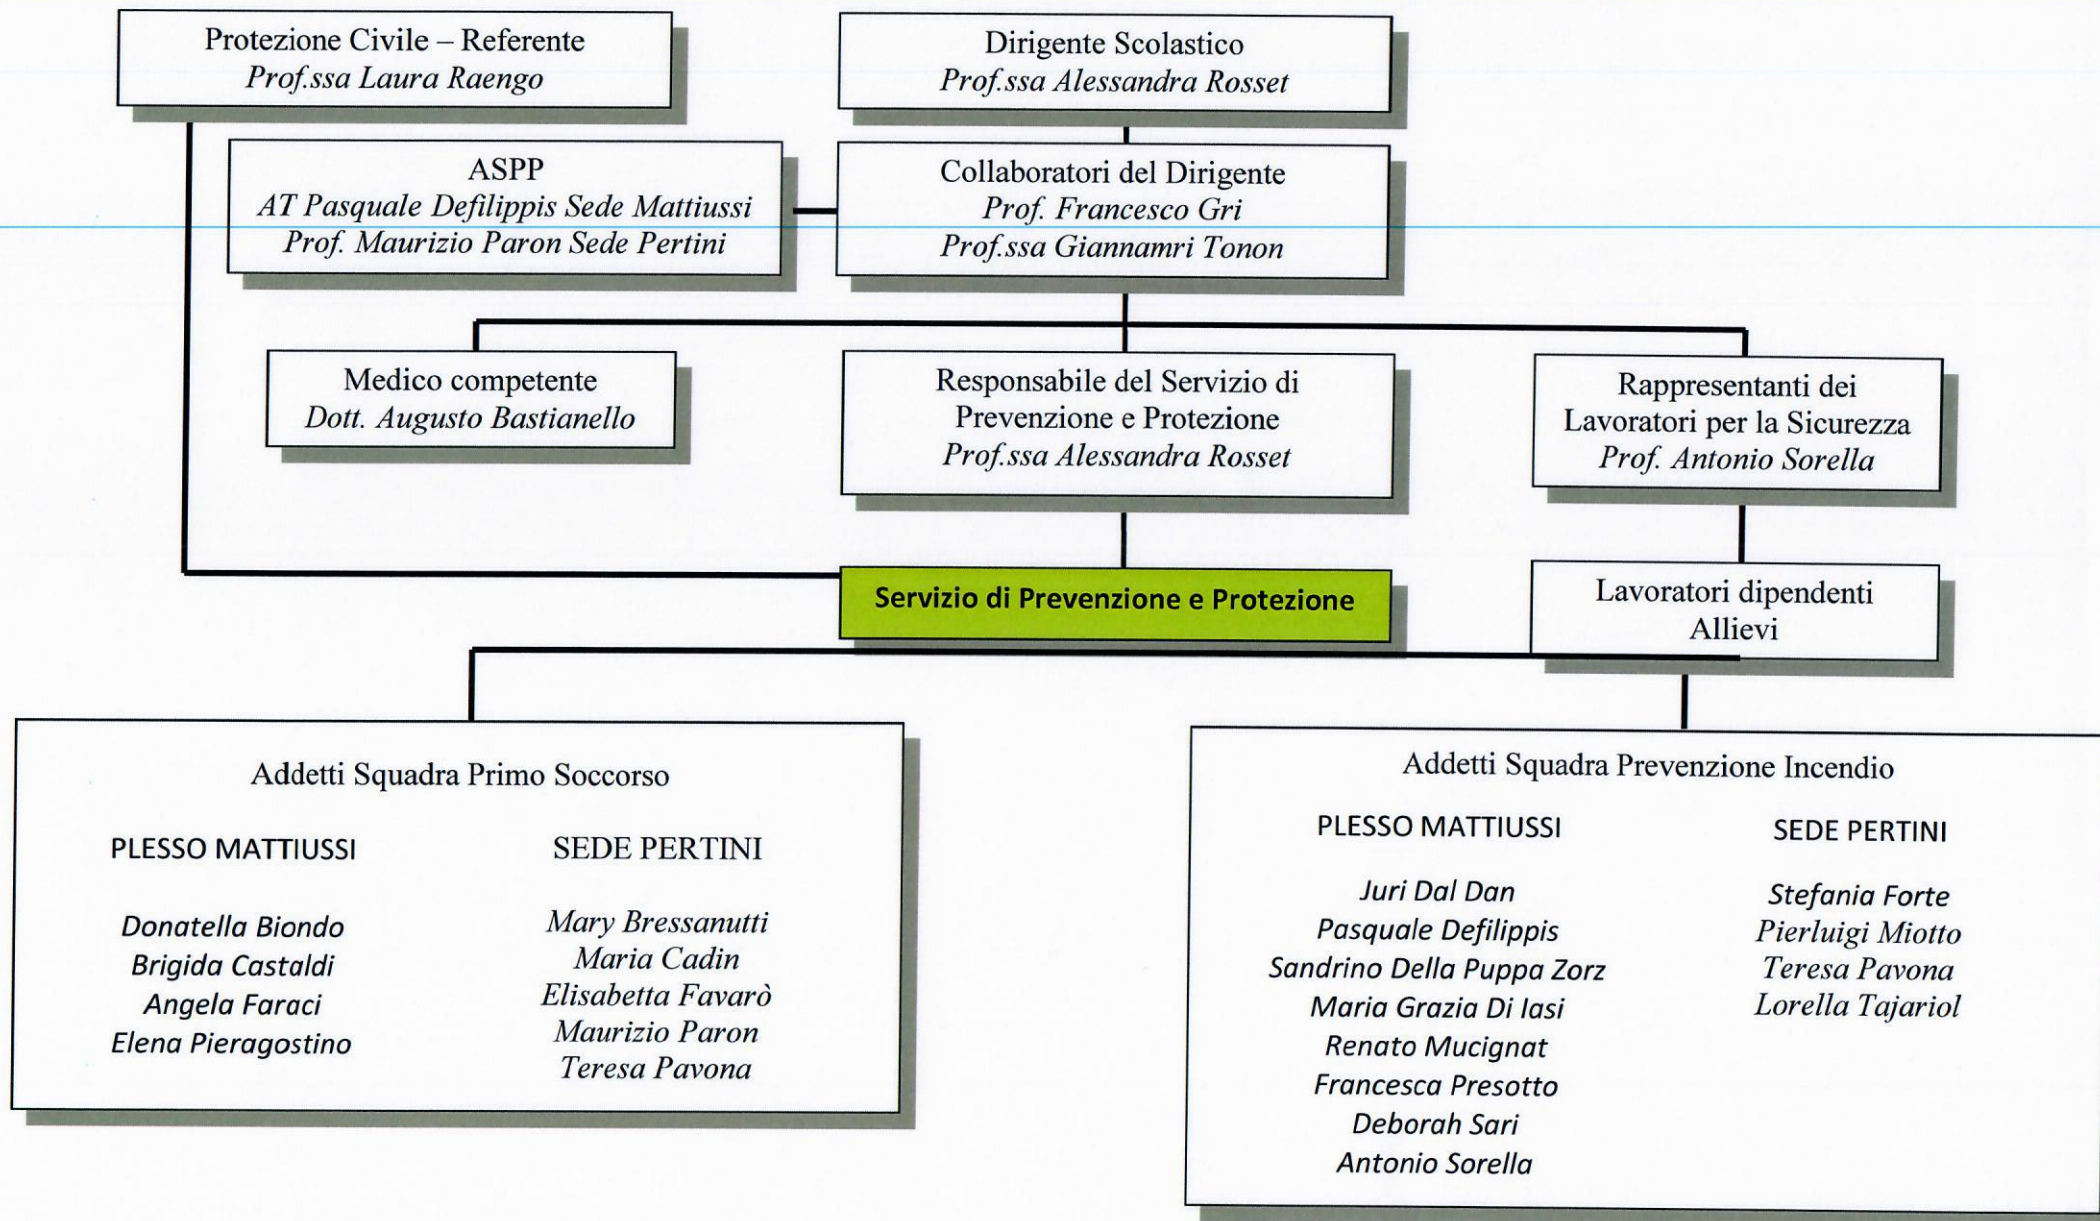 Protezione Civile – Referente
Prof.ssa Laura Raengo
Dirigente Scolastico
Prof.ssa Alessandra Rosset
ASPP
AT Pasquale Defilippis Sede Mattiussi
Prof. Maurizio Paron Sede Pertini
Collaboratori del Dirigente
Prof. Francesco Gri
Prof.ssa Giannamri Tonon
Medico competente
Dott. Augusto Bastianello
Responsabile del Servizio di
Prevenzione e Protezione
Prof.ssa Alessandra Rosset
Rappresentanti dei
Lavoratori per la Sicurezza
Prof. Antonio Sorella
Servizio di Prevenzione e Protezione
Lavoratori dipendenti
Allievi
Addetti Squadra Primo Soccorso
PLESSO MATTIUSSI
Donatella Biondo
Brigida Castaldi
Angela Faraci
Elena Pieragostino
SEDE PERTINI
Mary Bressanutti
Maria Cadin
Elisabetta Favarò
Maurizio Paron
Teresa Pavona
Addetti Squadra Prevenzione Incendio
PLESSO MATTIUSSI
Juri Dal Dan
Pasquale Defilippis
Sandrino Della Puppa Zorz
Maria Grazia Di Iasi
Renato Mucignat
Francesca Presotto
Deborah Sari
Antonio Sorella
SEDE PERTINI
Stefania Forte
Pierluigi Miotto
Teresa Pavona
Lorella Tajariol